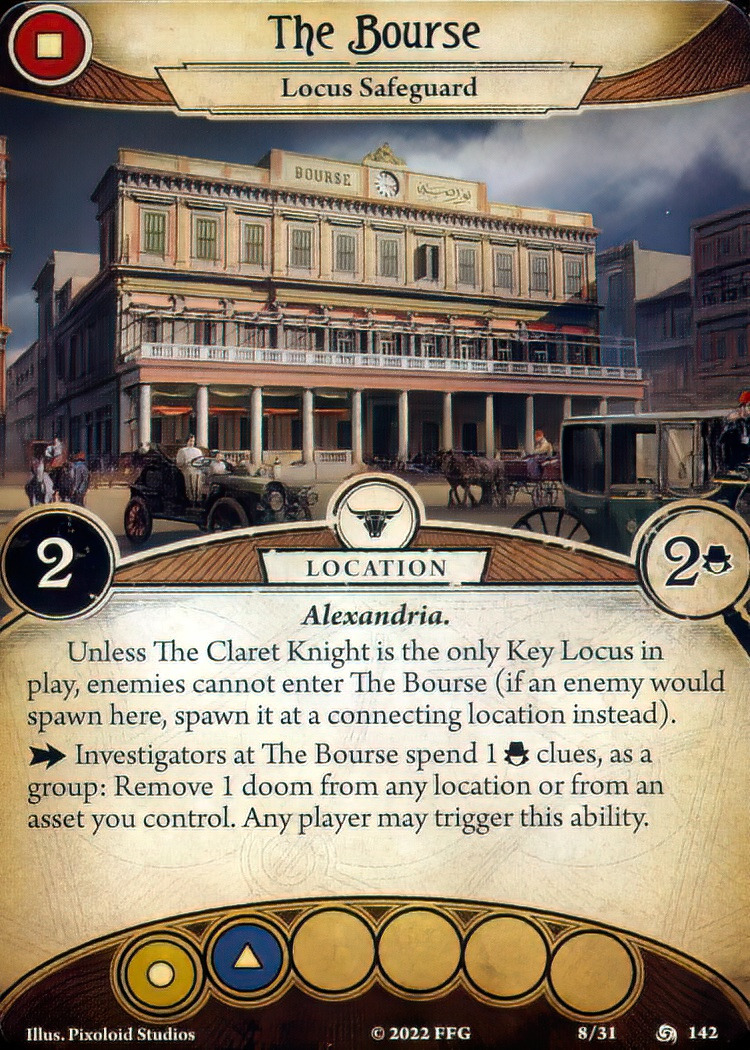 The Bourse
Locus Safeguard
BOURSE
بورصة
2
2
LOCATION
Alexandria.
Unless The Claret Knight is the only Key Locus in
play, enemies cannot enter The Bourse (if an enemy would
spawn here, spawn it at a connecting location instead).
Investigators at The Bourse spend 1 clues, as a
group: Remove 1 doom from any location or from an
asset you control. Any player may trigger this ability.
Illus. Pixoloid Studios © 2022 FFG 8/31 142